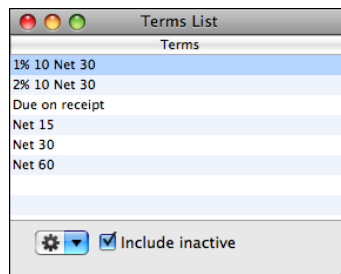 Terms List
Terms
1% 10 Net 30
2% 10 Net 30
Due on receipt
Net 15
Net 30
Net 60
Include inactive